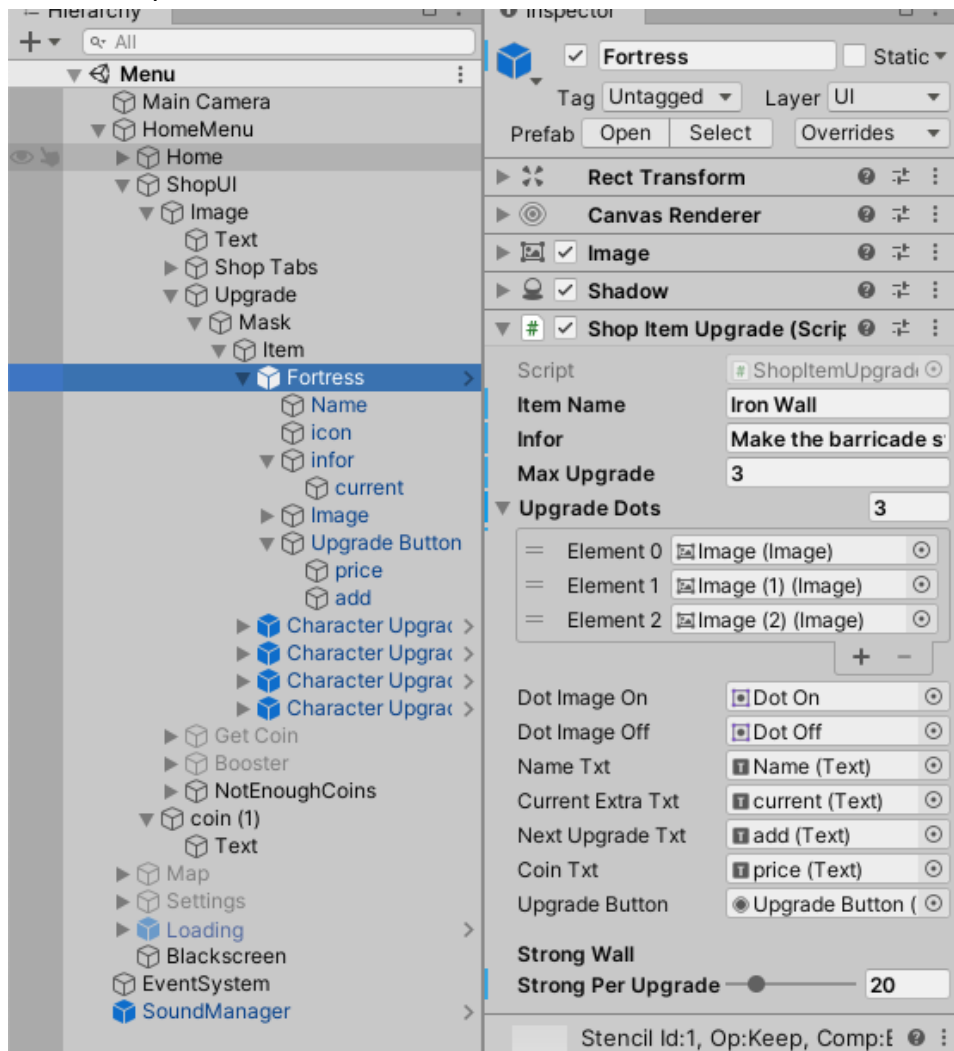 Hierarchy
All
Menu
Main Camera
HomeMenu
Home
ShopUI
Image
Text
Shop Tabs
Upgrade
Mask
Item
Fortress
Name
icon
infor
current
Image
Upgrade Button
price
add
Character Upgrac
Character Upgrac
Character Upgrac
Character Upgrac
Get Coin
Booster
NotEnoughCoins
coin (1)
Text
Map
Settings
Loading
Blackscreen
EventSystem
SoundManager
Inspector
Fortress Static
Tag Untagged Layer UI
Prefab Open Select Overrides
Rect Transform
Canvas Renderer
Image
Shadow
# Shop Item Upgrade (Scrip
Script # ShopItemUpgrad
Item Name Iron Wall
Infor Make the barricade s
Max Upgrade 3
Upgrade Dots 3
Element 0 Image (Image)
Element 1 Image (1) (Image)
Element 2 Image (2) (Image)
+ −
Dot Image On Dot On
Dot Image Off Dot Off
Name Txt Name (Text)
Current Extra Txt current (Text)
Next Upgrade Txt add (Text)
Coin Txt price (Text)
Upgrade Button Upgrade Button (
Strong Wall
Strong Per Upgrade 20
Stencil Id:1, Op:Keep, Comp:E